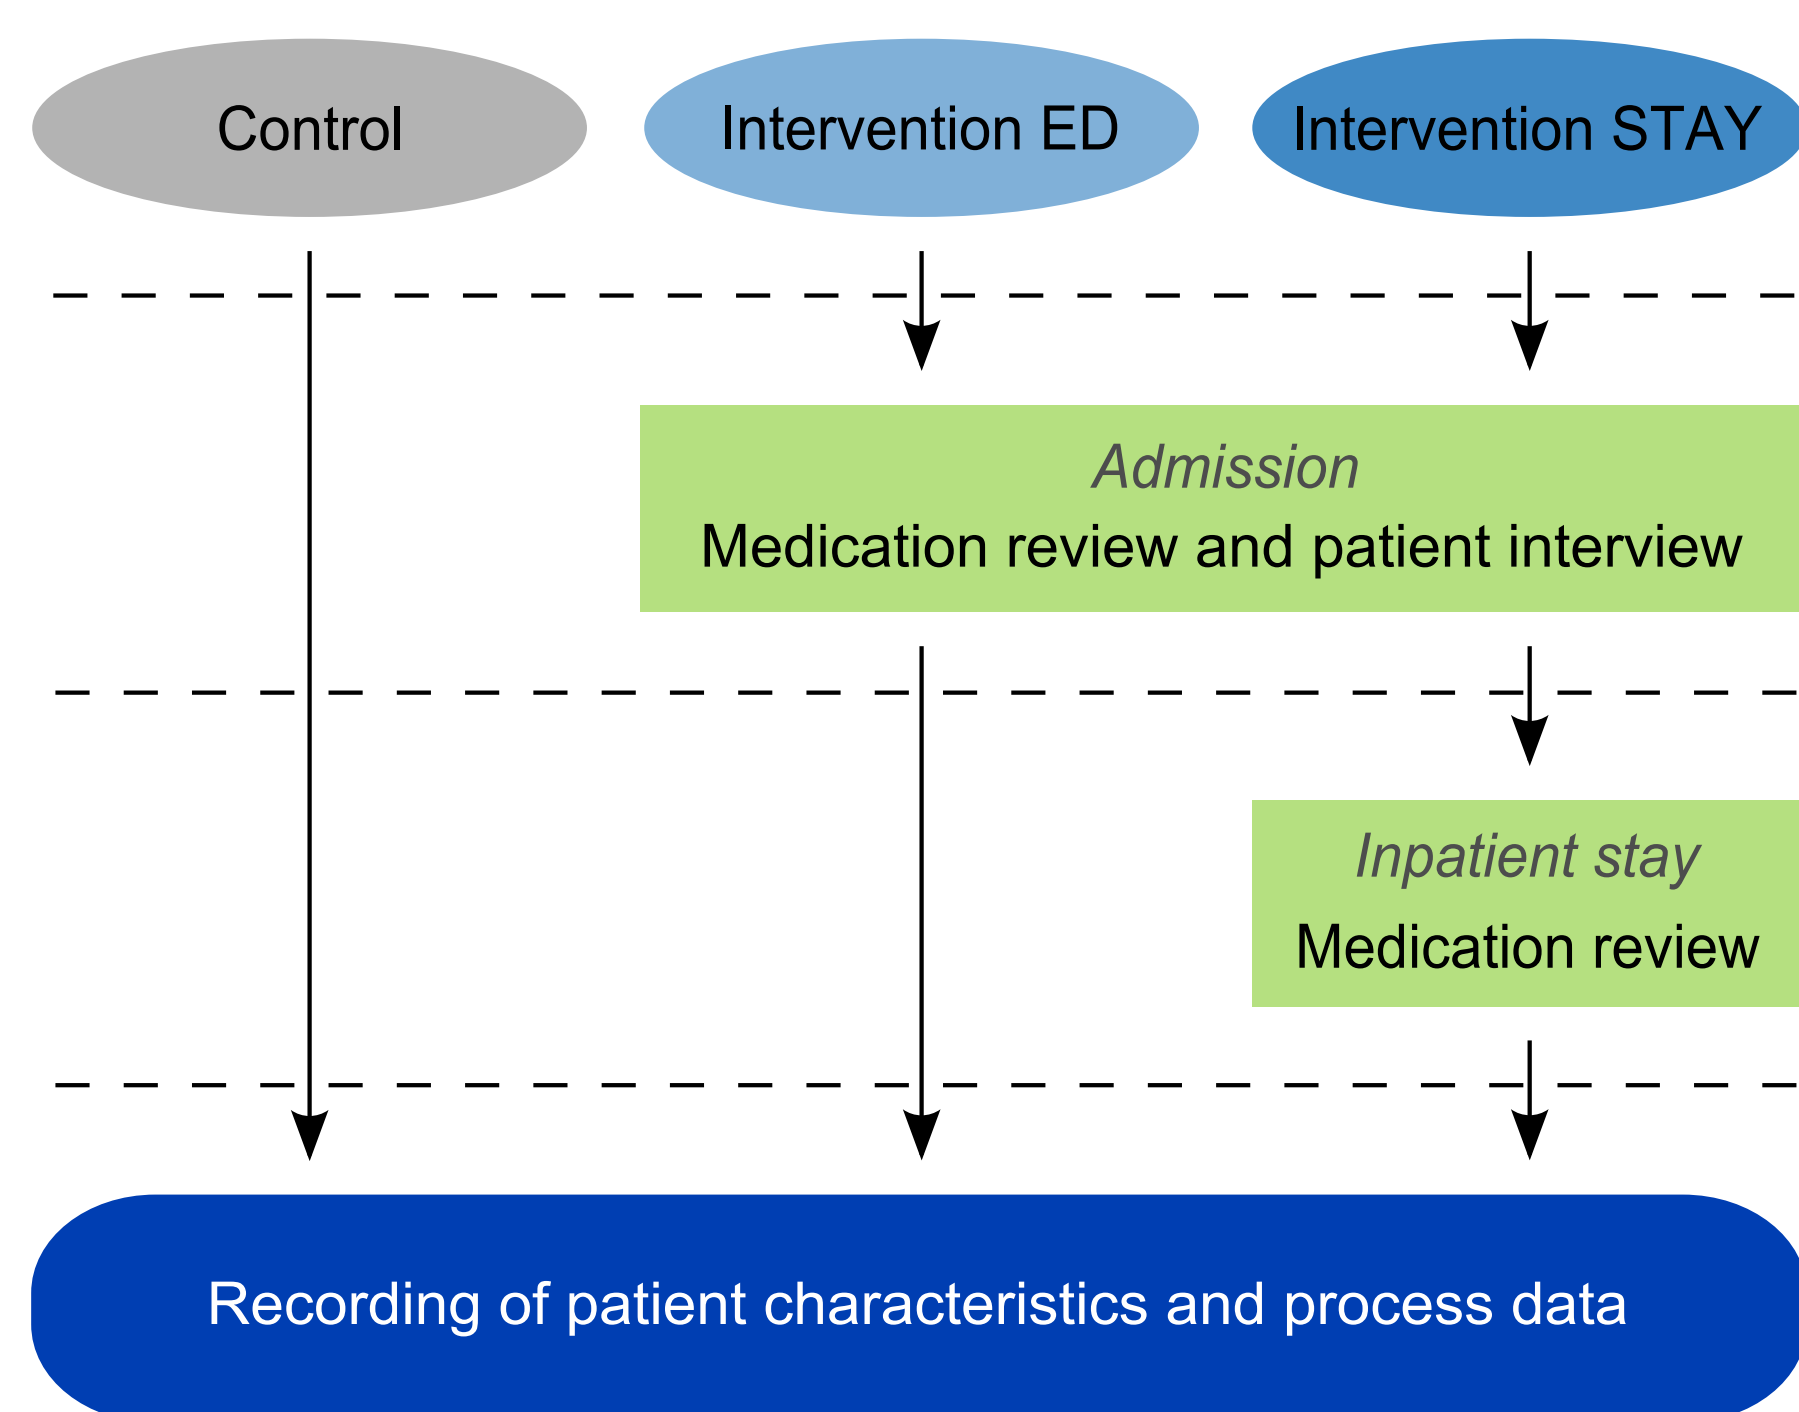 Control
Intervention ED
Intervention STAY
Admission
Medication review and patient interview
Inpatient stay
Medication review
Recording of patient characteristics and process data